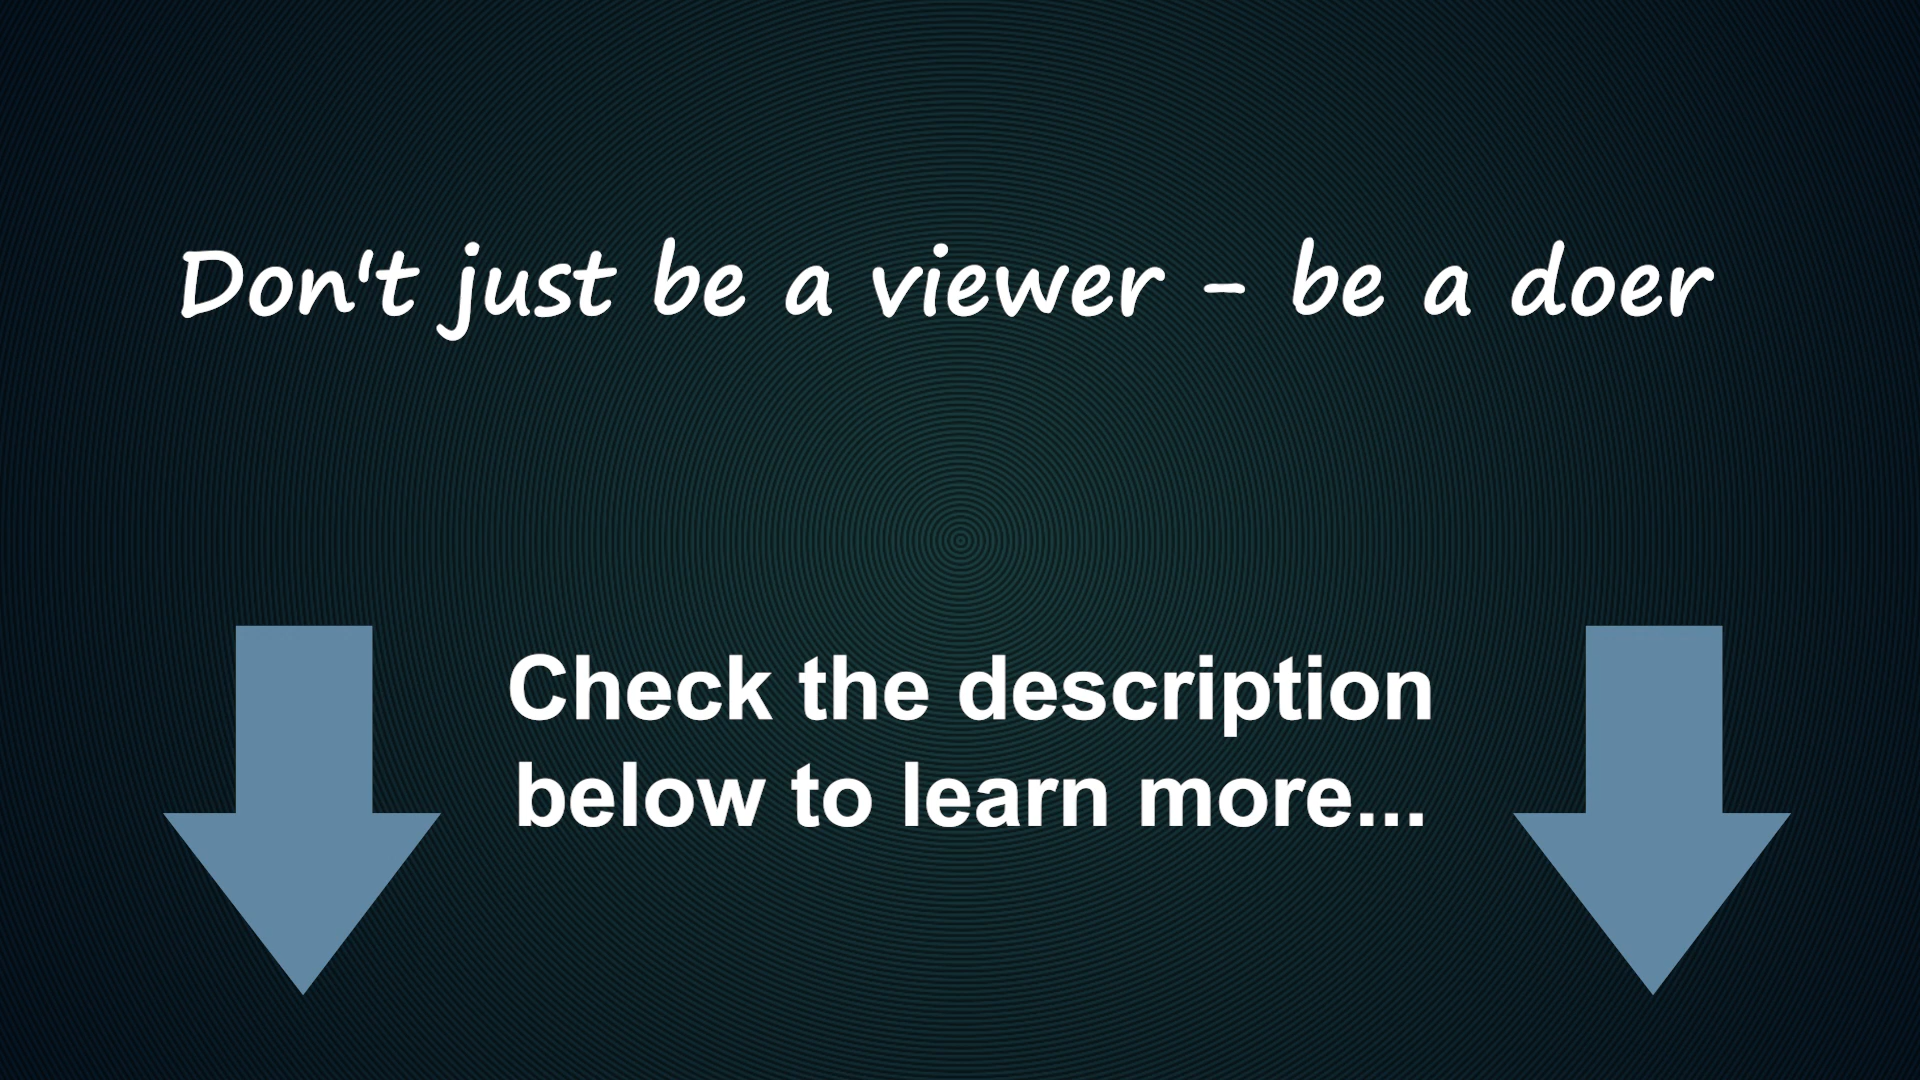 Don't just be a viewer - be a doer
Check the description
below to learn more...